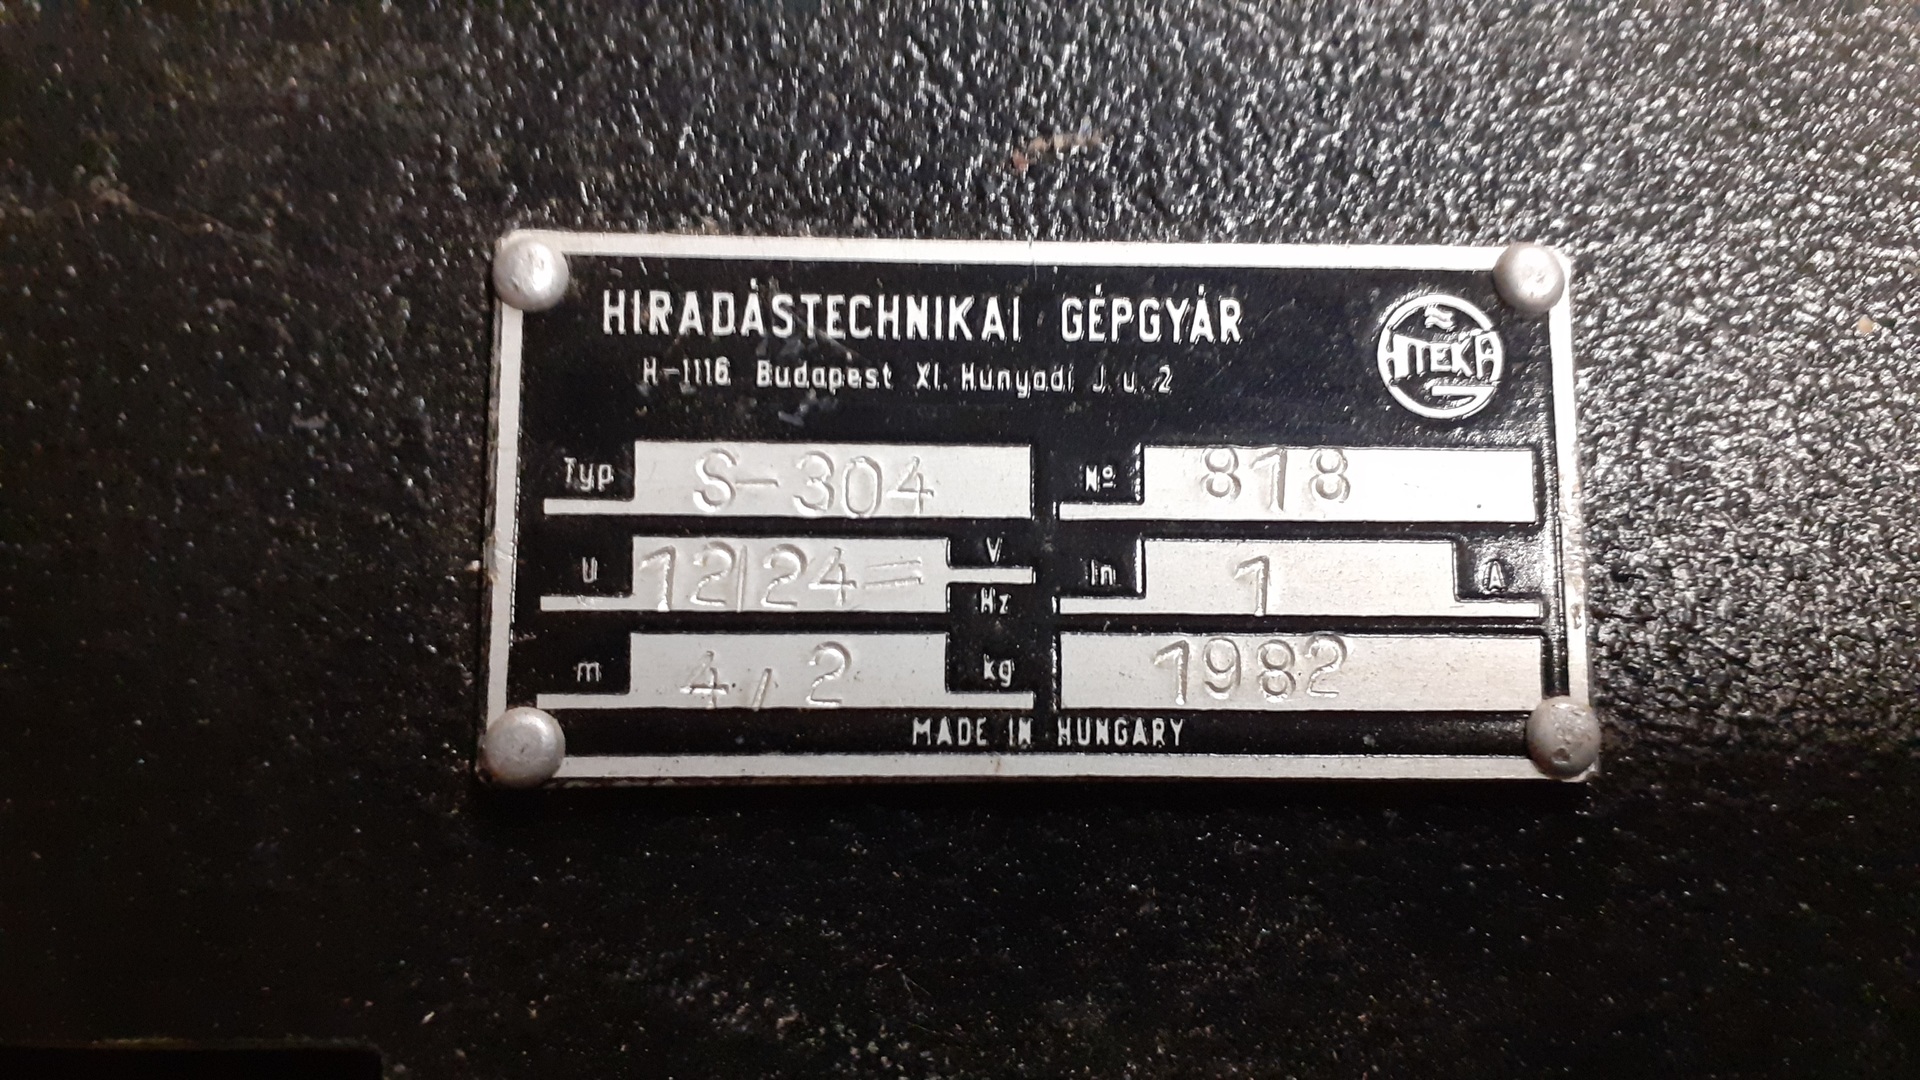 HIRADÁSTECHNIKAI GÉPGYÁR
H-1116 Budapest XI. Hunyadi J. u. 2
HITEKA
Typ S-304 Nº 818
U 12/24= V Hz In 1 A
m 4,2 kg 1982
MADE IN HUNGARY